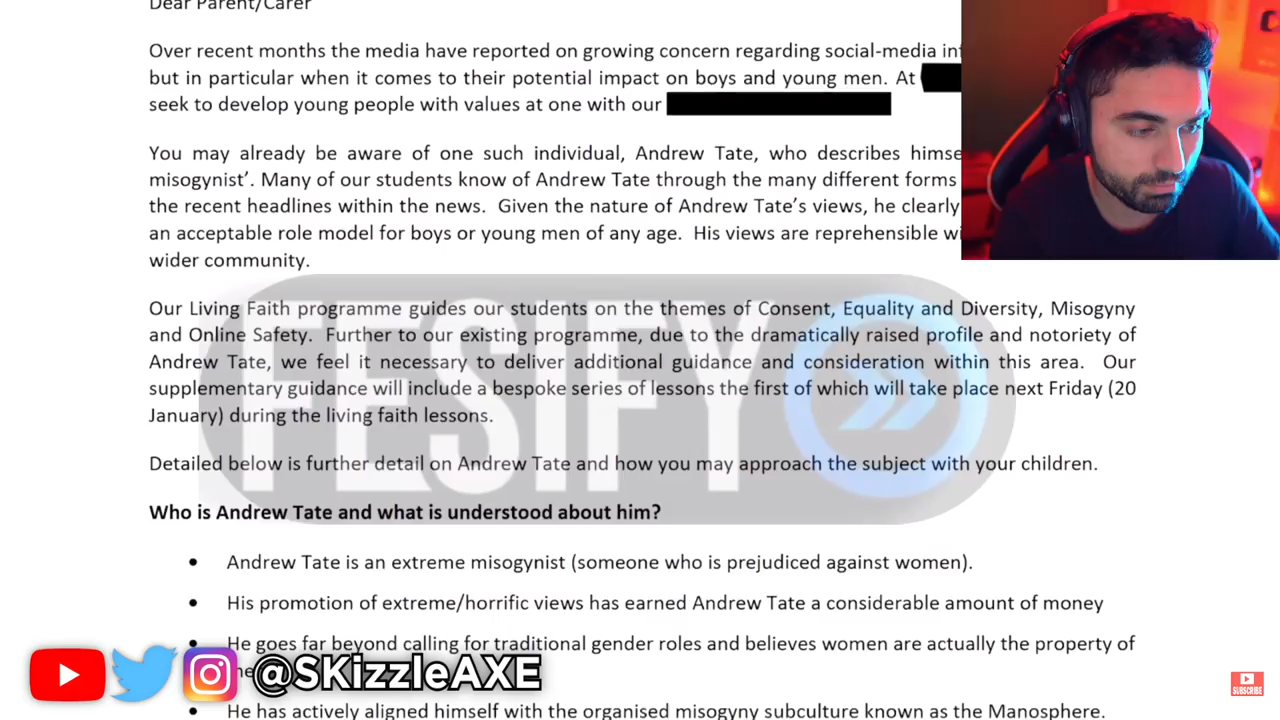 Dear Parent/Carer
Over recent months the media have reported on growing concern regarding social-media
but in particular when it comes to their potential impact on boys and young men. At
seek to develop young people with values at one with our
You may already be aware of one such individual, Andrew Tate, who describes
misogynist'. Many of our students know of Andrew Tate through the many different forms
the recent headlines within the news. Given the nature of Andrew Tate's views, he clearly
an acceptable role model for boys or young men of any age. His views are reprehensible
wider community.
Our Living Faith programme guides our students on the themes of Consent, Equality and Diversity, Misogyny
and Online Safety. Further to our existing programme, due to the dramatically raised profile and notoriety of
Andrew Tate, we feel it necessary to deliver additional guidance and consideration within this area. Our
supplementary guidance will include a bespoke series of lessons the first of which will take place next Friday (20
January) during the living faith lessons.
Detailed below is further detail on Andrew Tate and how you may approach the subject with your children.
Who is Andrew Tate and what is understood about him?
• Andrew Tate is an extreme misogynist (someone who is prejudiced against women).
• His promotion of extreme/horrific views has earned Andrew Tate a considerable amount of money
• He goes far beyond calling for traditional gender roles and believes women are actually the property of
@SKizzleAXE
• He has actively aligned himself with the organised misogyny subculture known as the Manosphere.
SUBSCRIBE